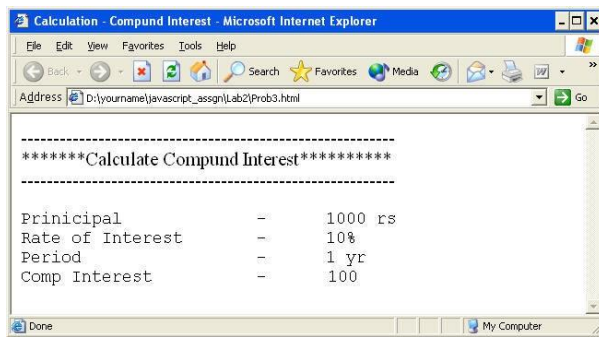 Calculation - Compund Interest - Microsoft Internet Explorer
File Edit View Favorites Tools Help
Back Search Favorites Media »
Address D:\yourname\javascript_assgn\Lab2\Prob3.html Go
------------------------------------------------------------
*******Calculate Compund Interest**********
------------------------------------------------------------
Prinicipal - 1000 rs
Rate of Interest - 10%
Period - 1 yr
Comp Interest - 100
Done My Computer